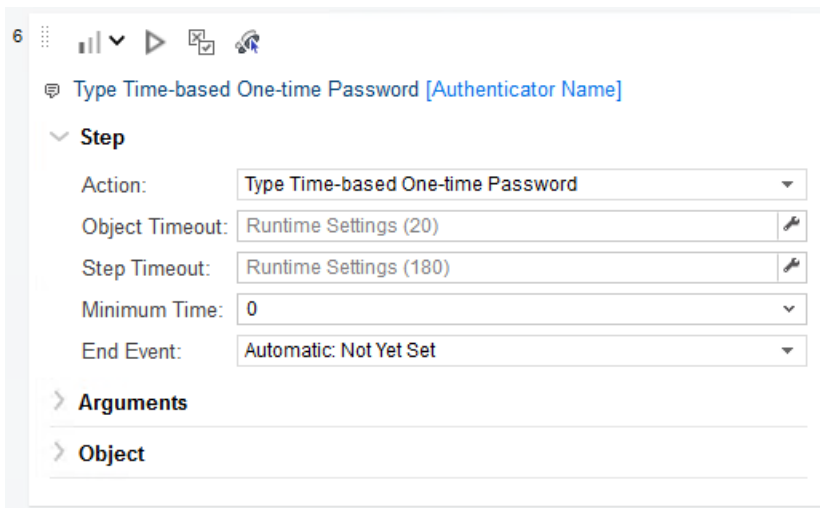 6
Type Time-based One-time Password [Authenticator Name]
Step
Action: Type Time-based One-time Password
Object Timeout: Runtime Settings (20)
Step Timeout: Runtime Settings (180)
Minimum Time: 0
End Event: Automatic: Not Yet Set
Arguments
Object